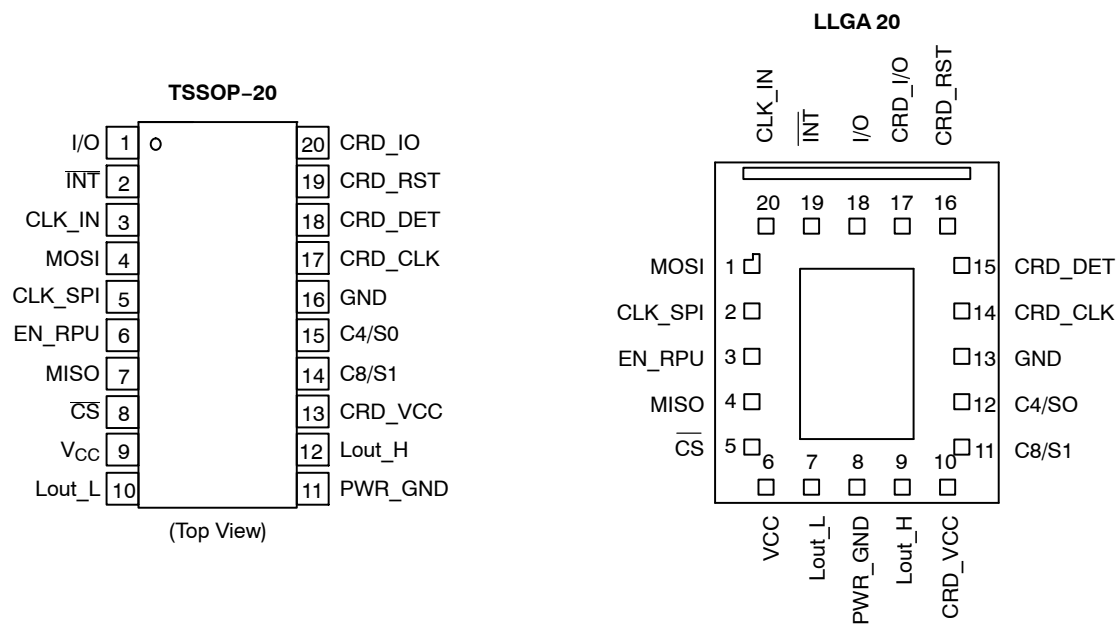 LLGA 20
TSSOP−20
I/O 1
INT 2
CLK_IN 3
MOSI 4
CLK_SPI 5
EN_RPU 6
MISO 7
CS 8
VCC 9
Lout_L 10
20 CRD_IO
19 CRD_RST
18 CRD_DET
17 CRD_CLK
16 GND
15 C4/S0
14 C8/S1
13 CRD_VCC
12 Lout_H
11 PWR_GND
(Top View)
CLK_IN
INT
I/O
CRD_I/O
CRD_RST
20 19 18 17 16
MOSI 1
CLK_SPI 2
EN_RPU 3
MISO 4
CS 5
15 CRD_DET
14 CRD_CLK
13 GND
12 C4/SO
11 C8/S1
6 7 8 9 10
VCC
Lout_L
PWR_GND
Lout_H
CRD_VCC